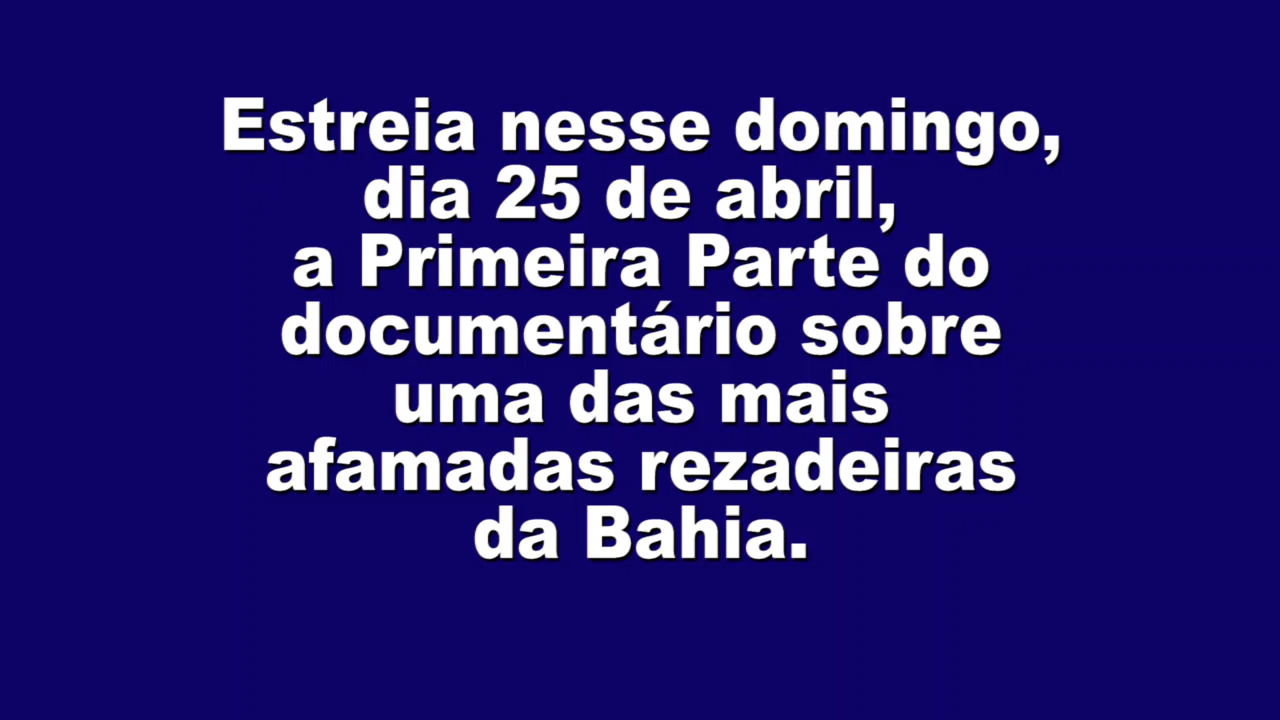 Estreia nesse domingo,
dia 25 de abril,
a Primeira Parte do
documentário sobre
uma das mais
afamadas rezadeiras
da Bahia.